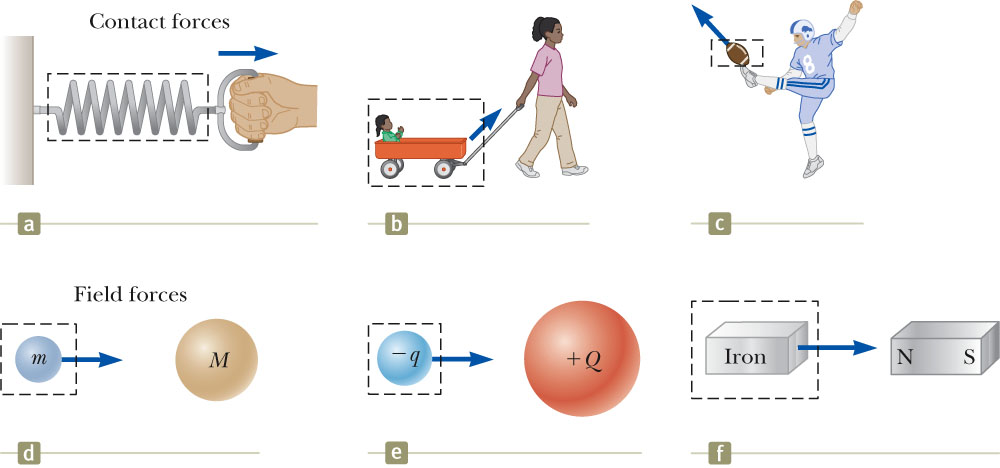 Contact forces
8
a
b
c
Field forces
m
M
−q
+Q
Iron
N S
d
e
f